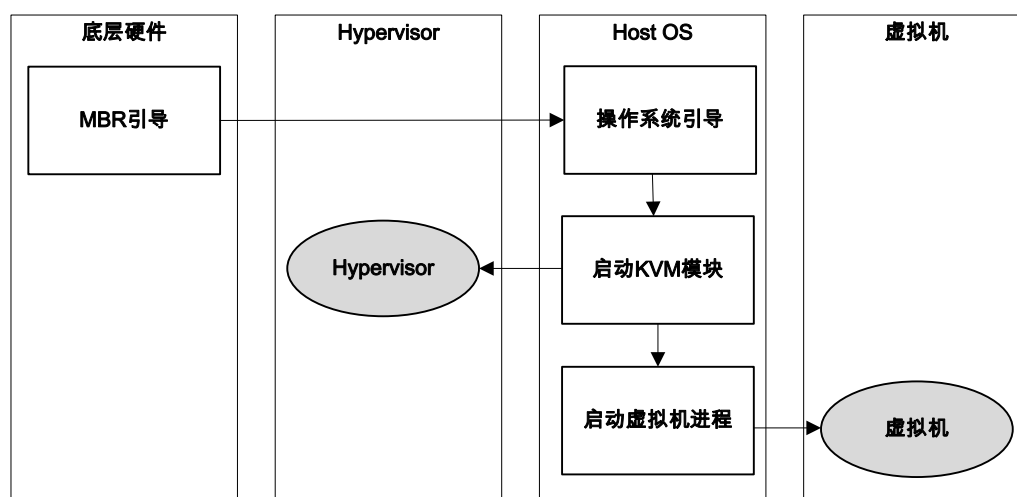 底层硬件
Hypervisor
Host OS
虚拟机
MBR引导
操作系统引导
Hypervisor
启动KVM模块
启动虚拟机进程
虚拟机